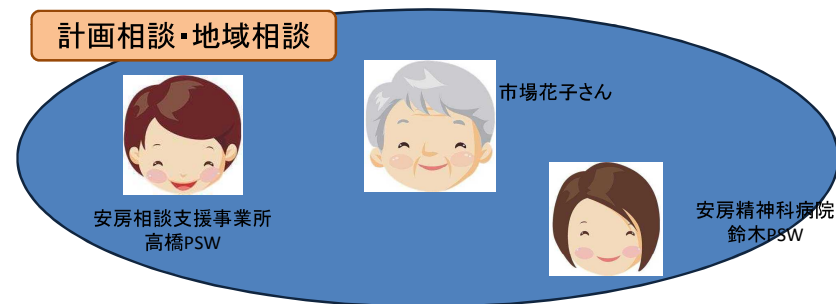 計画相談・地域相談
市場花子さん
安房相談支援事業所
高橋PSW
安房精神科病院
鈴木PSW